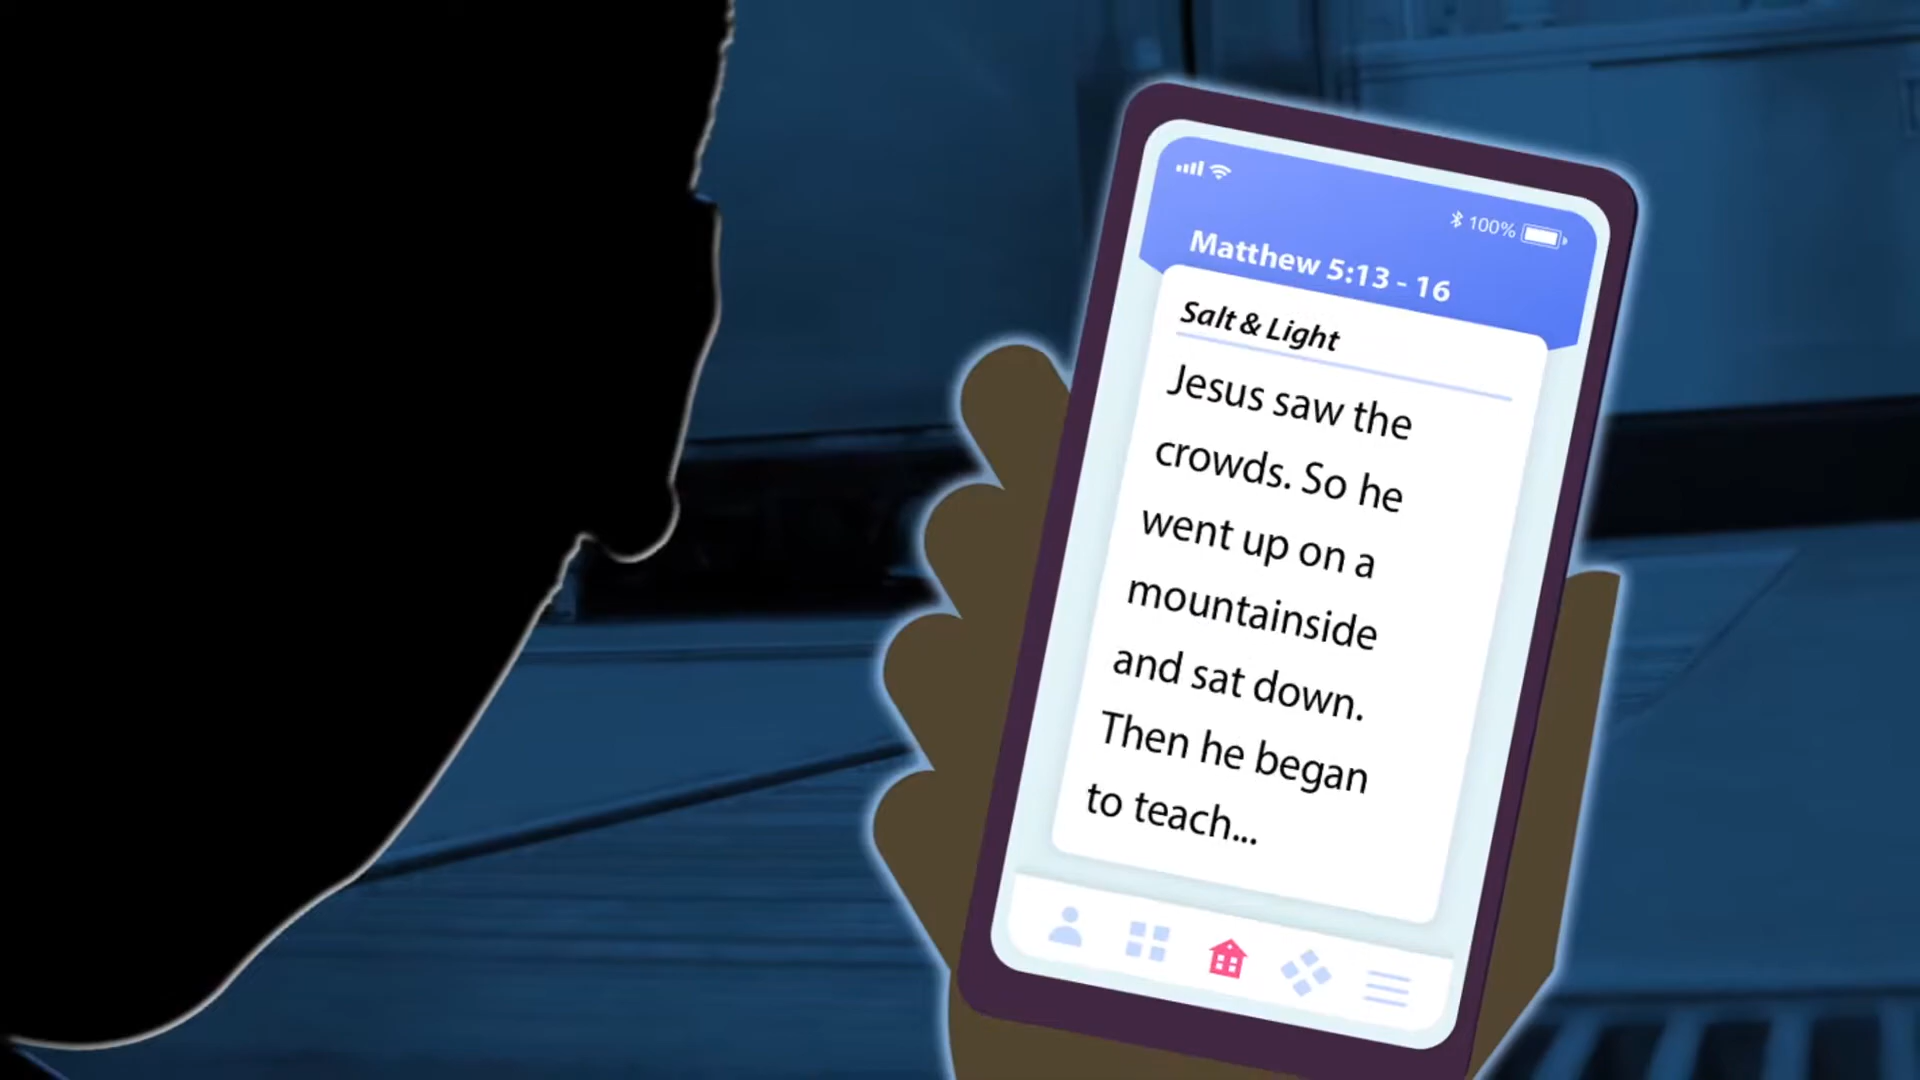 100%
Matthew 5:13 - 16
Salt & Light
Jesus saw the
crowds. So he
went up on a
mountainside
and sat down.
Then he began
to teach...